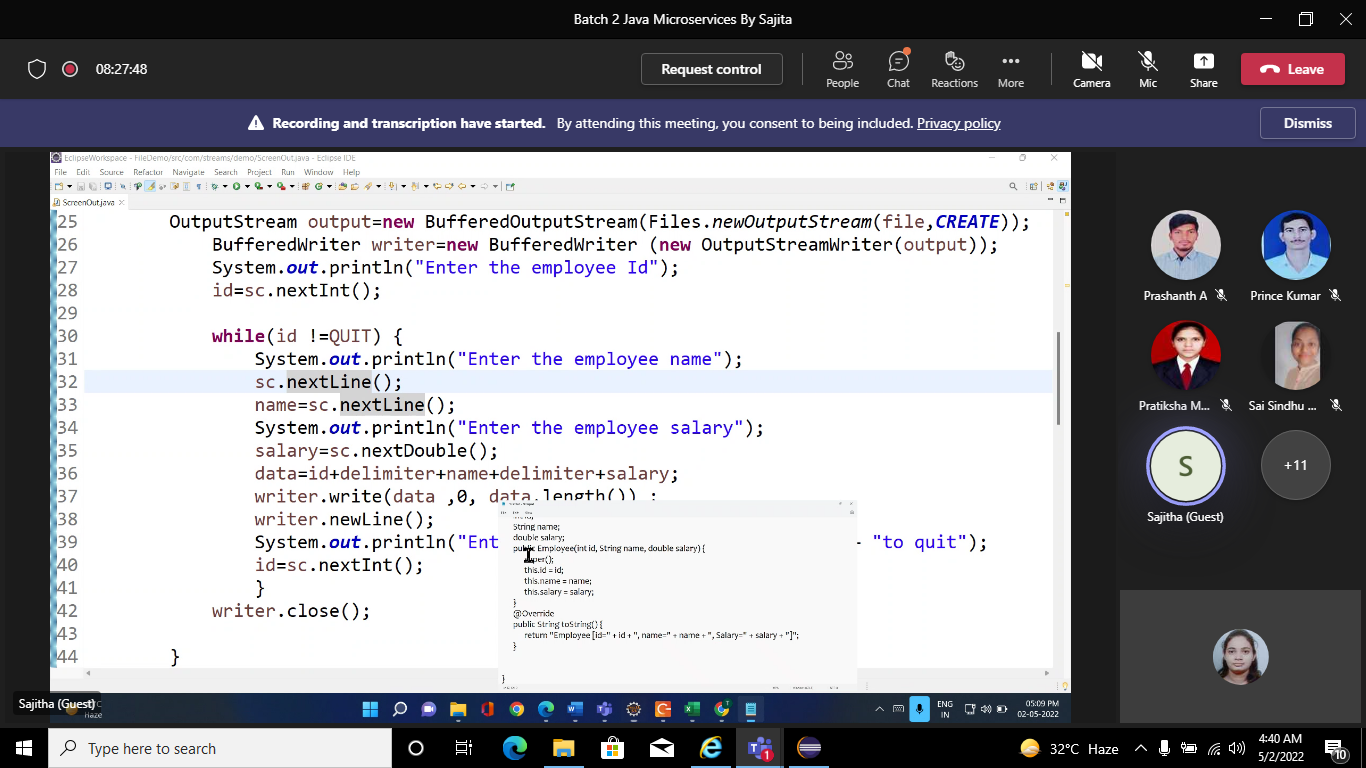 Batch 2 Java Microservices By Sajita
08:27:48
Request control
People
Chat
Reactions
More
Camera
Mic
Share
Leave
Recording and transcription have started. By attending this meeting, you consent to being included. Privacy policy
Dismiss
EclipseWorkspace - FileDemo/src/com/streams/demo/ScreenOut.java - Eclipse IDE
File Edit Source Refactor Navigate Search Project Run Window Help
ScreenOut.java
25 OutputStream output=new BufferedOutputStream(Files.newOutputStream(file,CREATE));
26 BufferedWriter writer=new BufferedWriter (new OutputStreamWriter(output));
27 System.out.println("Enter the employee Id");
28 id=sc.nextInt();
29
30 while(id !=QUIT) {
31 System.out.println("Enter the employee name");
32 sc.nextLine();
33 name=sc.nextLine();
34 System.out.println("Enter the employee salary");
35 salary=sc.nextDouble();
36 data=id+delimiter+name+delimiter+salary;
37 writer.write(data ,0, data.length()) ;
38 writer.newLine();
39 System.out.println("Ent "to quit");
40 id=sc.nextInt();
41 }
42 writer.close();
43
44 }
String name;
double salary;
public Employee(int id, String name, double salary) {
super();
this.id = id;
this.name = name;
this.salary = salary;
}
@Override
public String toString() {
return "Employee [id=" + id + ", name=" + name + ", Salary=" + salary + "]";
}
}
Prashanth A
Prince Kumar
Pratiksha M...
Sai Sindhu ...
S
+11
Sajitha (Guest)
Sajitha (Guest)
Haze
ENG
IN
05:09 PM
02-05-2022
Type here to search
1
32°C Haze
4:40 AM
5/2/2022
10